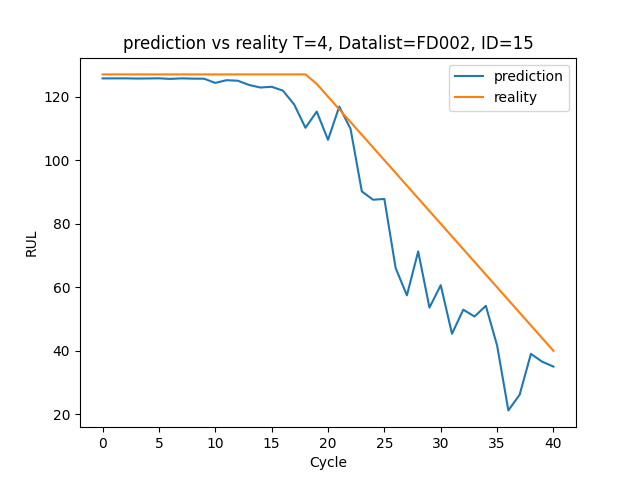 prediction vs reality T=4, Datalist=FD002, ID=15
prediction
reality
120
100
80
60
40
20
RUL
0 5 10 15 20 25 30 35 40
Cycle